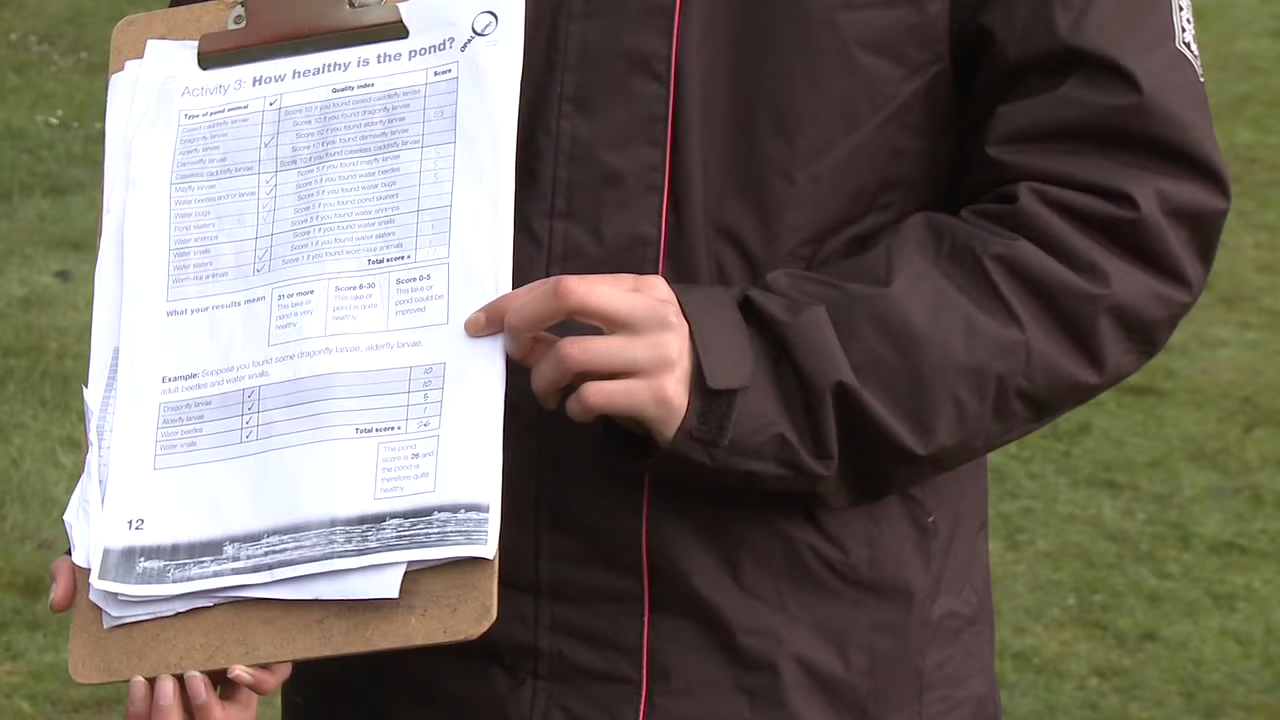 OPAL
Activity 3: How healthy is the pond?
Type of pond animal ✓ Quality index Score
Cased caddisfly larvae Score 10 if you found cased caddisfly larvae
Dragonfly larvae Score 10 if you found dragonfly larvae 10
Alderfly larvae ✓ Score 10 if you found alderfly larvae
Damselfly larvae Score 10 if you found damselfly larvae
Caseless caddisfly larvae Score 10 if you found caseless caddisfly larvae
Mayfly larvae ✓ Score 5 if you found mayfly larvae 5
Water beetles and/or larvae ✓ Score 5 if you found water beetles 5
Water bugs ✓ Score 5 if you found water bugs 5
Pond skaters ✓ Score 5 if you found pond skaters
Water shrimps Score 5 if you found water shrimps
Water snails ✓ Score 1 if you found water snails 1
Water slaters Score 1 if you found water slaters
Worm-like animals ✓ Score 1 if you found worm-like animals 1
Total score =
What your results mean
31 or more
This lake or
pond is very
healthy
Score 6-30
This lake or
pond is quite
healthy
Score 0-5
This lake or
pond could be
improved
Example: Suppose you found some dragonfly larvae, alderfly larvae,
adult beetles and water snails.
Dragonfly larvae ✓ 10
Alderfly larvae ✓ 10
Water beetles ✓ 5
Water snails ✓ 1
Total score = 26
The pond
score is 26 and
the pond is
therefore quite
healthy
12